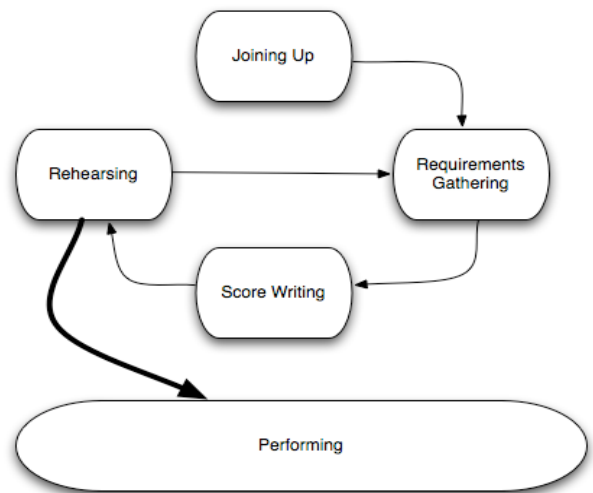 Joining Up
Rehearsing
Requirements
Gathering
Score Writing
Performing